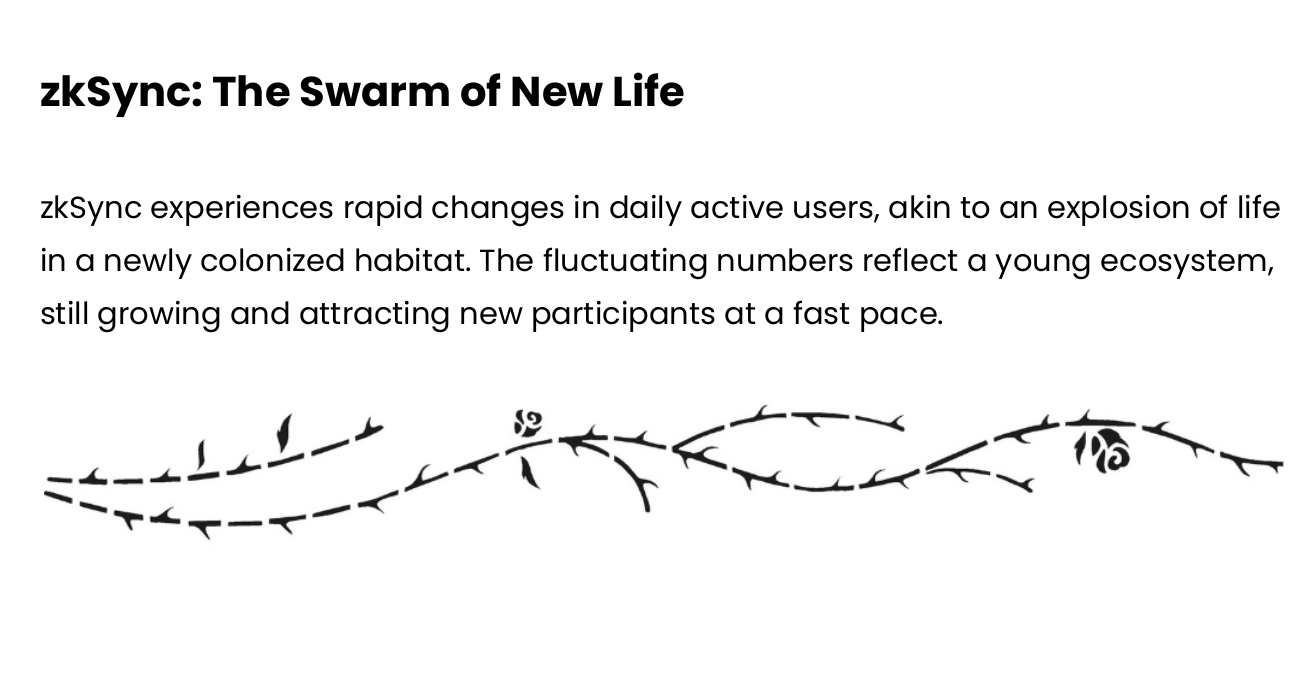 zkSync: The Swarm of New Life
zkSync experiences rapid changes in daily active users, akin to an explosion of life
in a newly colonized habitat. The fluctuating numbers reflect a young ecosystem,
still growing and attracting new participants at a fast pace.